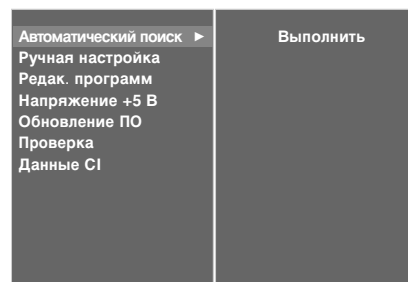 Автоматический поиск ► Выполнить
Ручная настройка
Редак. программ
Напряжение +5 В
Обновление ПО
Проверка
Данные CI